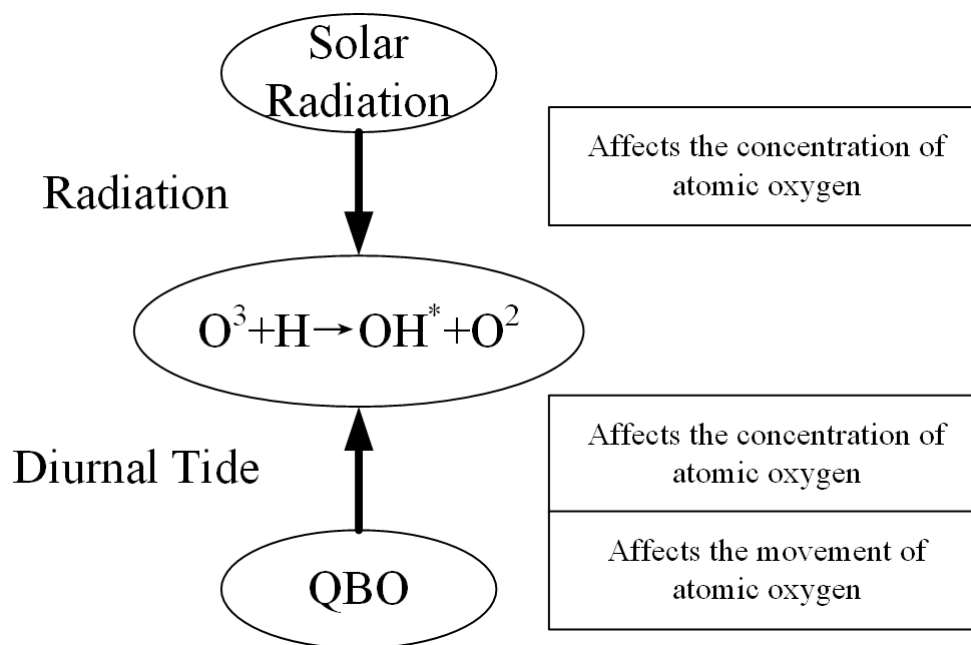 Solar
Radiation
Affects the concentration of
atomic oxygen
Radiation
O³+H→OH*+O²
Affects the concentration of
atomic oxygen
Diurnal Tide
Affects the movement of
atomic oxygen
QBO